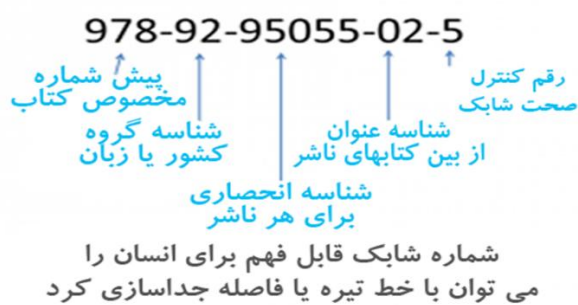 978-92-95055-02-5
پیش شماره
مخصوص کتاب
شناسه گروه
کشور یا زبان
شناسه انحصاری
برای هر ناشر
شناسه عنوان
از بین کتابهای ناشر
رقم کنترل
صحت شابک
شماره شابک قابل فهم برای انسان را
می توان با خط تیره یا فاصله جداسازی کرد